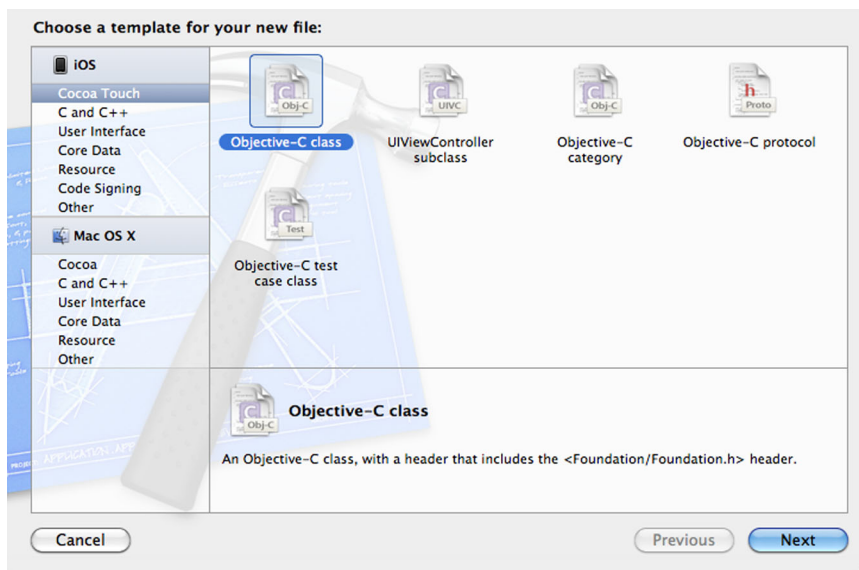 Choose a template for your new file:
iOS
Cocoa Touch
C and C++
User Interface
Core Data
Resource
Code Signing
Other
Mac OS X
Cocoa
C and C++
User Interface
Core Data
Resource
Other
Obj-C
Objective-C class
UIVC
UIViewController
subclass
Obj-C
Objective-C
category
h
Proto
Objective-C protocol
Test
Objective-C test
case class
Obj-C
Objective-C class
An Objective-C class, with a header that includes the <Foundation/Foundation.h> header.
Cancel
Previous
Next